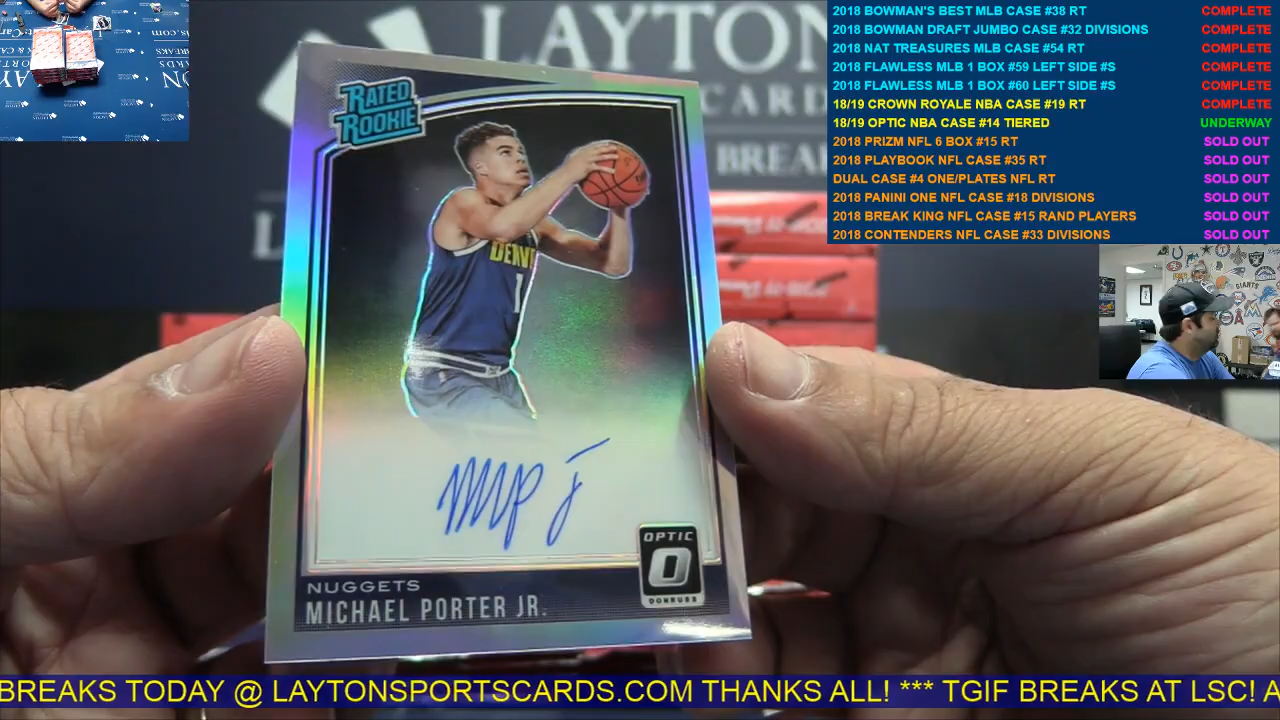 LAYTON
CARDS
BREAK
L
2018 BOWMAN'S BEST MLB CASE #38 RT COMPLETE
2018 BOWMAN DRAFT JUMBO CASE #32 DIVISIONS COMPLETE
2018 NAT TREASURES MLB CASE #54 RT COMPLETE
2018 FLAWLESS MLB 1 BOX #59 LEFT SIDE #S COMPLETE
2018 FLAWLESS MLB 1 BOX #60 LEFT SIDE #S COMPLETE
18/19 CROWN ROYALE NBA CASE #19 RT COMPLETE
18/19 OPTIC NBA CASE #14 TIERED UNDERWAY
2018 PRIZM NFL 6 BOX #15 RT SOLD OUT
2018 PLAYBOOK NFL CASE #35 RT SOLD OUT
DUAL CASE #4 ONE/PLATES NFL RT SOLD OUT
2018 PANINI ONE NFL CASE #18 DIVISIONS SOLD OUT
2018 BREAK KING NFL CASE #15 RAND PLAYERS SOLD OUT
2018 CONTENDERS NFL CASE #33 DIVISIONS SOLD OUT
RATED
ROOKIE
DENV
1
GIANTS
MVP J
OPTIC
O
DONRUSS
NUGGETS
MICHAEL PORTER JR.
BREAKS TODAY @ LAYTONSPORTSCARDS.COM THANKS ALL! *** TGIF BREAKS AT LSC! A